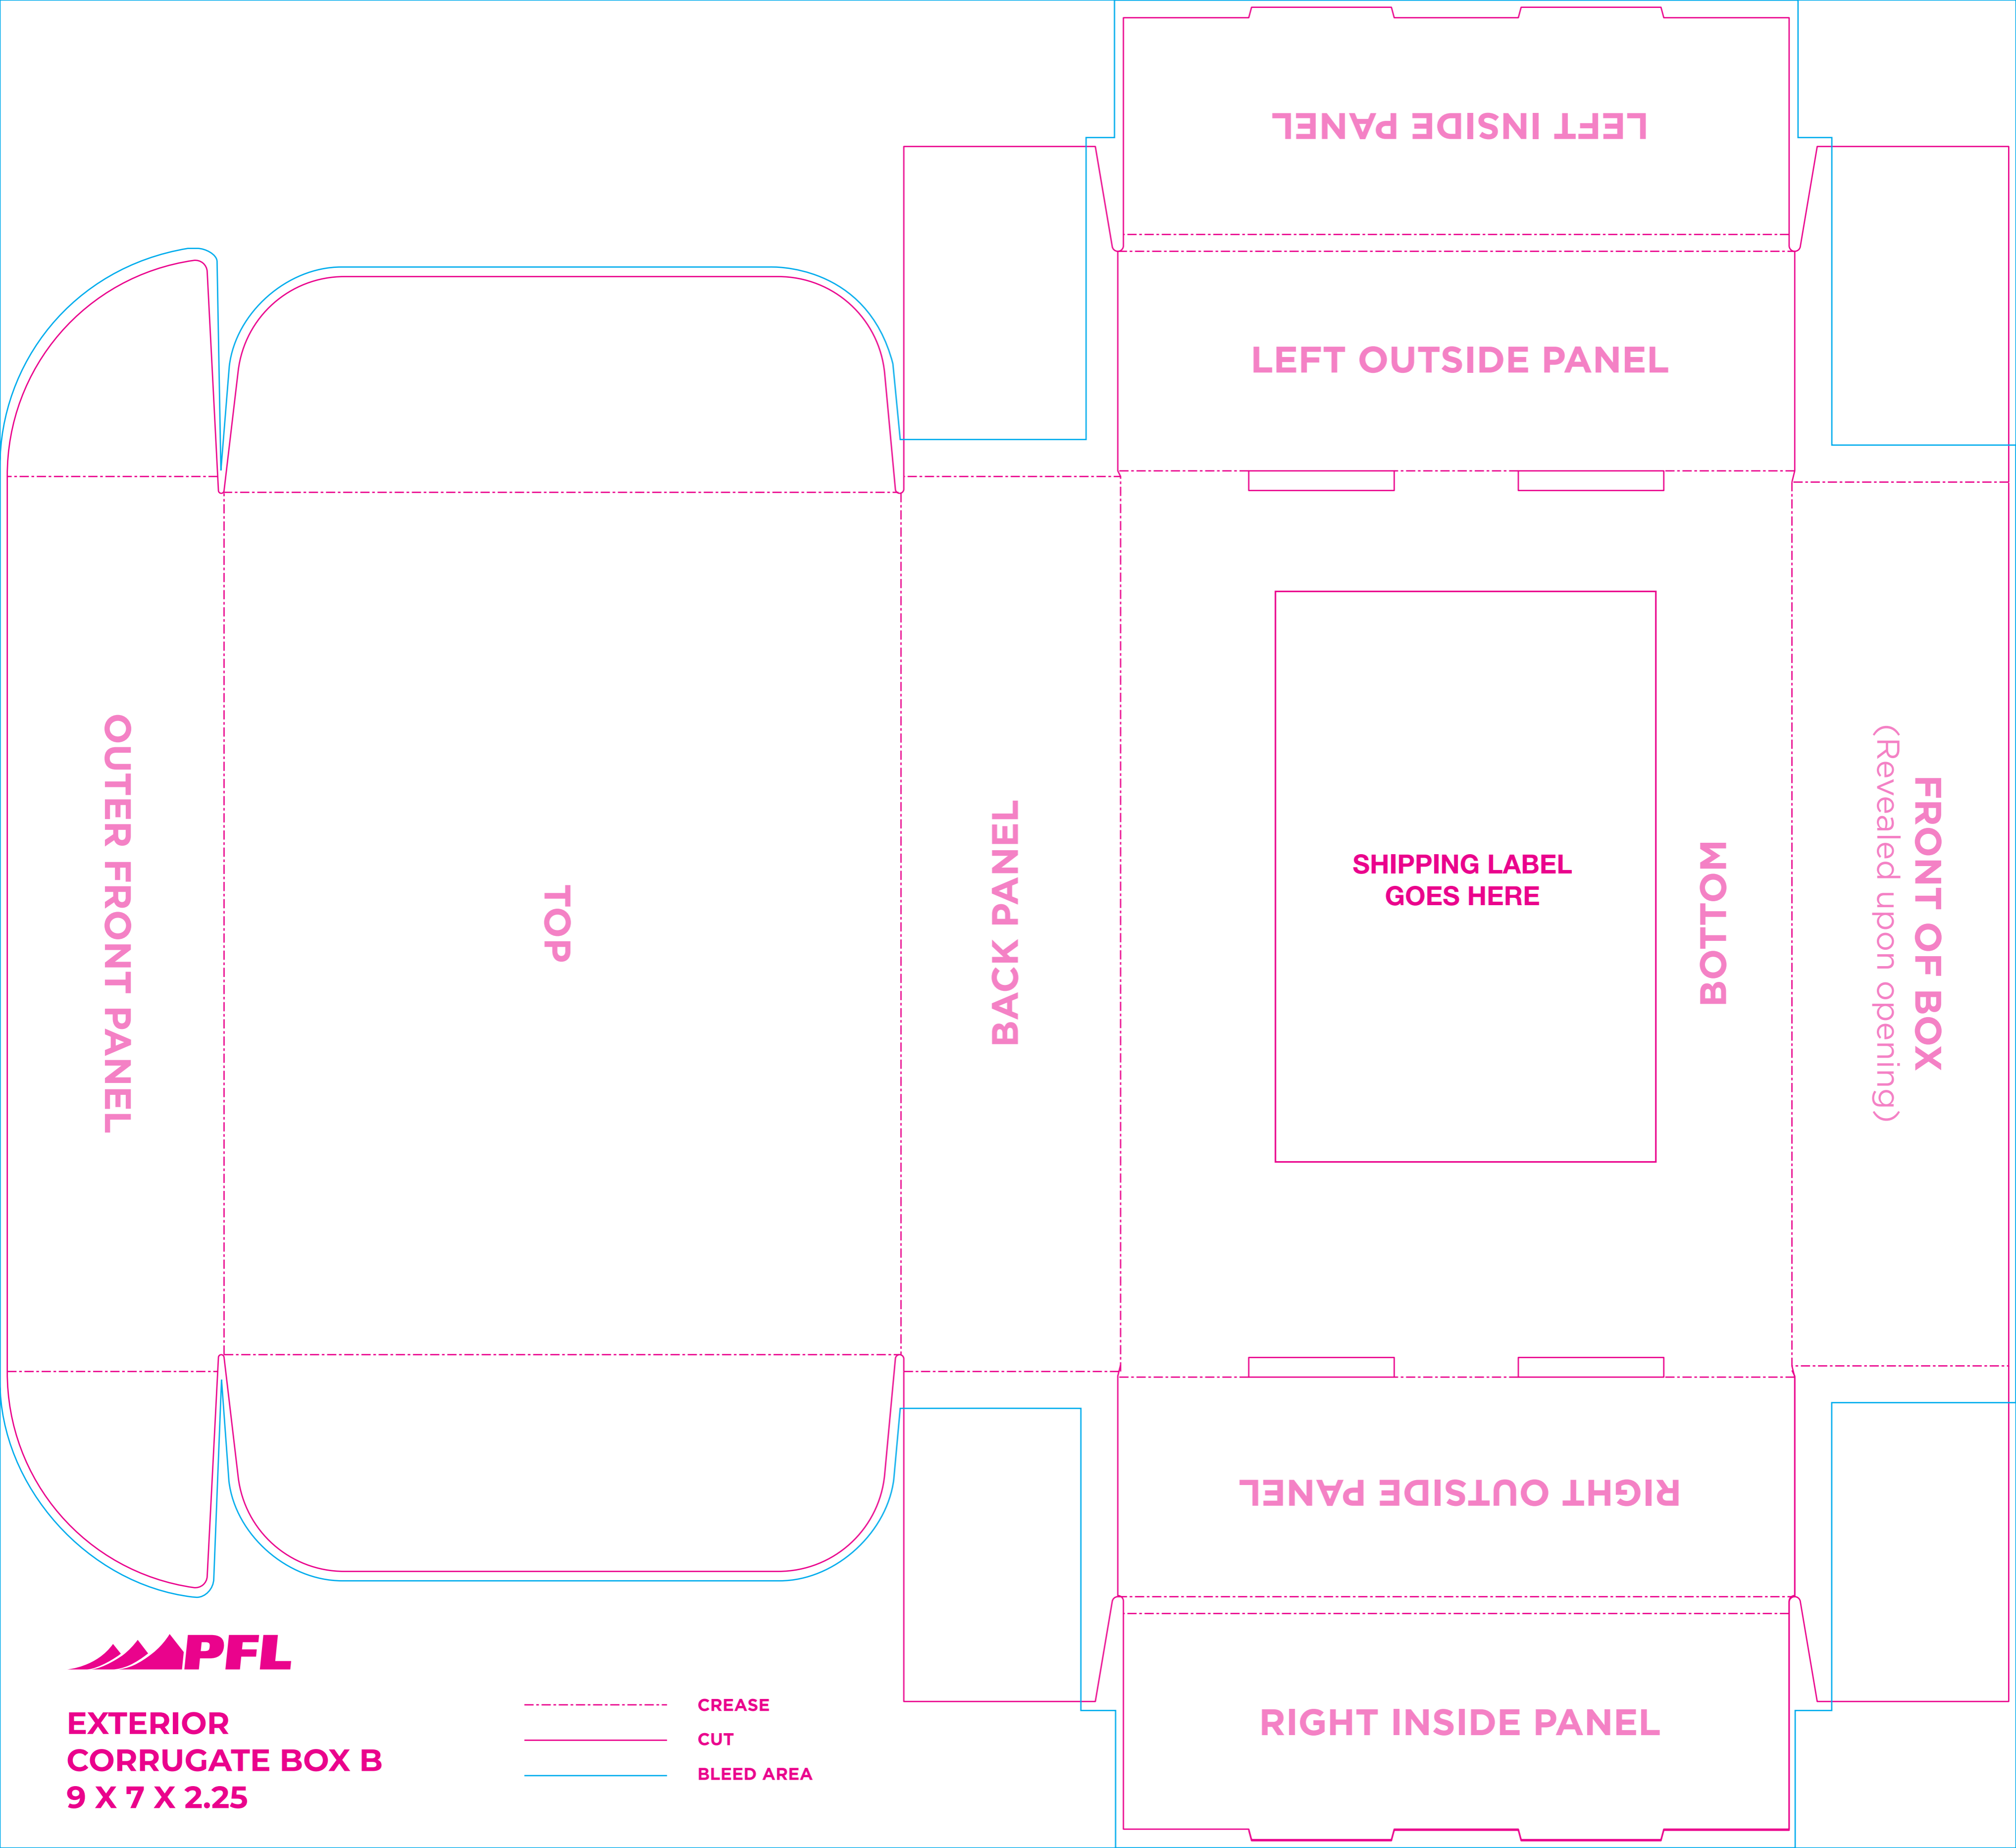 LEFT INSIDE PANEL
LEFT OUTSIDE PANEL
OUTER FRONT PANEL
TOP
BACK PANEL
SHIPPING LABEL
GOES HERE
BOTTOM
FRONT OF BOX
(Revealed upon opening)
RIGHT OUTSIDE PANEL
RIGHT INSIDE PANEL
PFL
EXTERIOR
CORRUGATE BOX B
9 X 7 X 2.25
CREASE
CUT
BLEED AREA